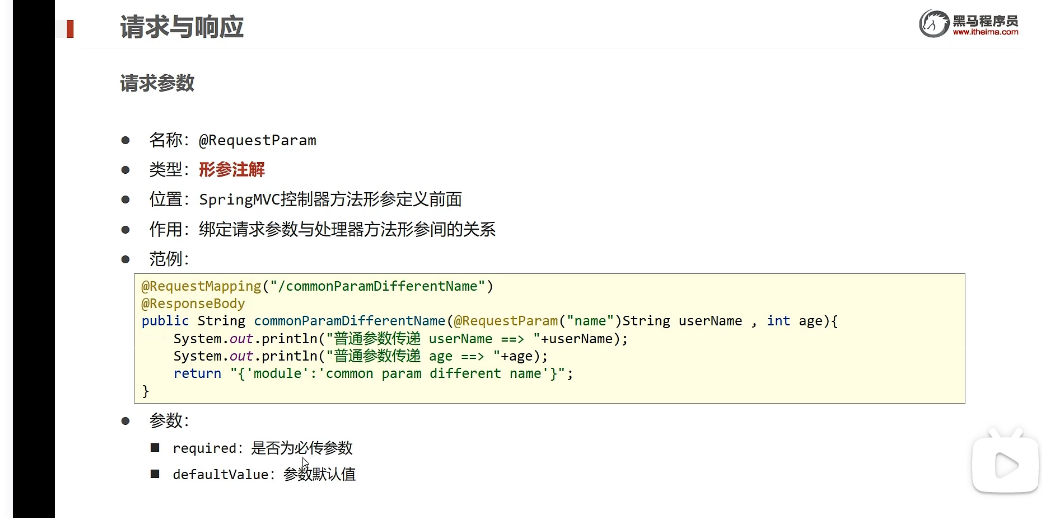 请求与响应
黑马程序员
www.itheima.com
请求参数
● 名称：@RequestParam
● 类型：形参注解
● 位置：SpringMVC控制器方法形参定义前面
● 作用：绑定请求参数与处理器方法形参间的关系
● 范例：
@RequestMapping("/commonParamDifferentName")
@ResponseBody
public String commonParamDifferentName(@RequestParam("name")String userName , int age){
    System.out.println("普通参数传递 userName ==> "+userName);
    System.out.println("普通参数传递 age ==> "+age);
    return "{'module':'common param different name'}";
}
● 参数：
■ required：是否为必传参数
■ defaultValue：参数默认值